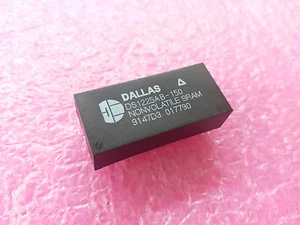 DALLAS
DS1225AB-150
NONVOLATILE SRAM
9147D3 017790